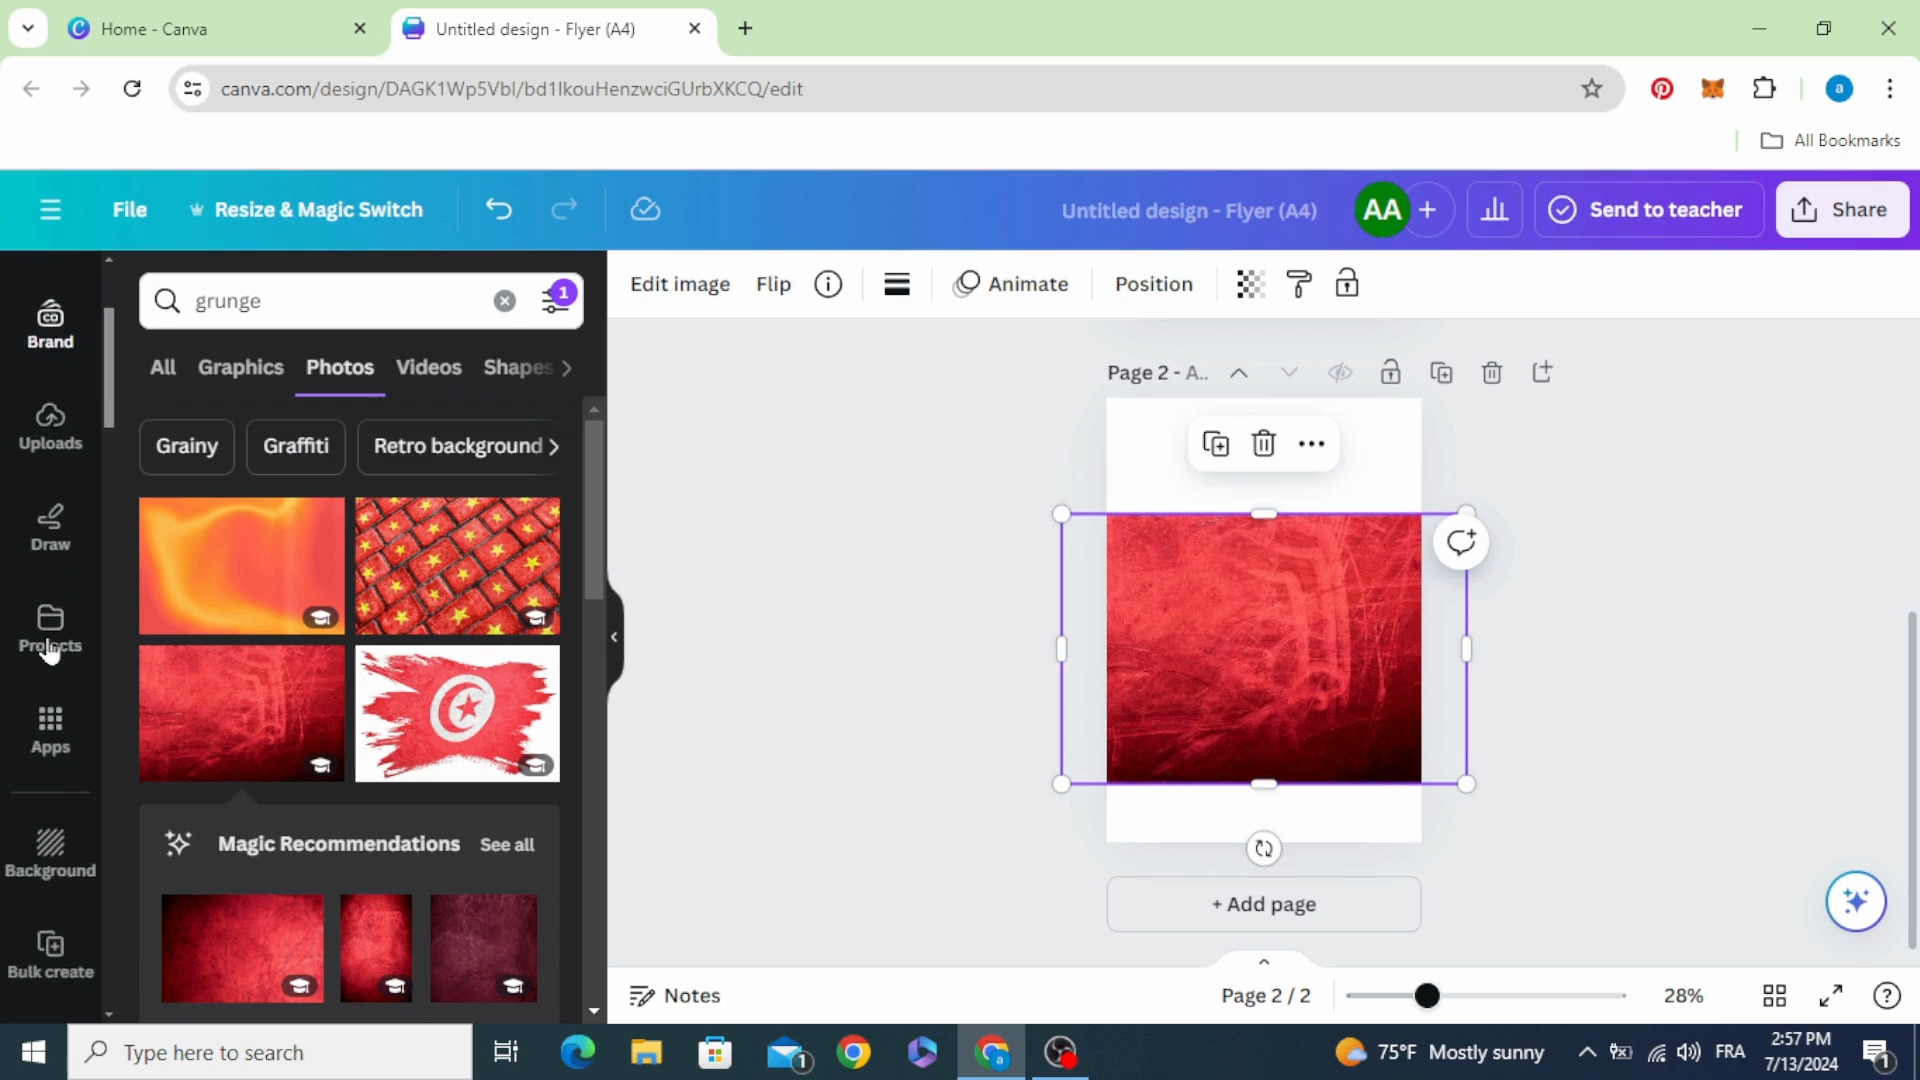 Home - Canva
Untitled design - Flyer (A4)
canva.com/design/DAGK1Wp5VbI/bd1IkouHenzwciGUrbXKCQ/edit
a
All Bookmarks
File
Resize & Magic Switch
Untitled design - Flyer (A4)
AA
Send to teacher
Share
Brand
Uploads
Draw
Projects
Apps
Background
Bulk create
grunge
1
All
Graphics
Photos
Videos
Shapes
Grainy
Graffiti
Retro background
Magic Recommendations
See all
Edit image
Flip
Animate
Position
Page 2 - A..
+ Add page
Notes
Page 2 / 2
28%
Type here to search
1
a
75°F Mostly sunny
FRA
2:57 PM
7/13/2024
1